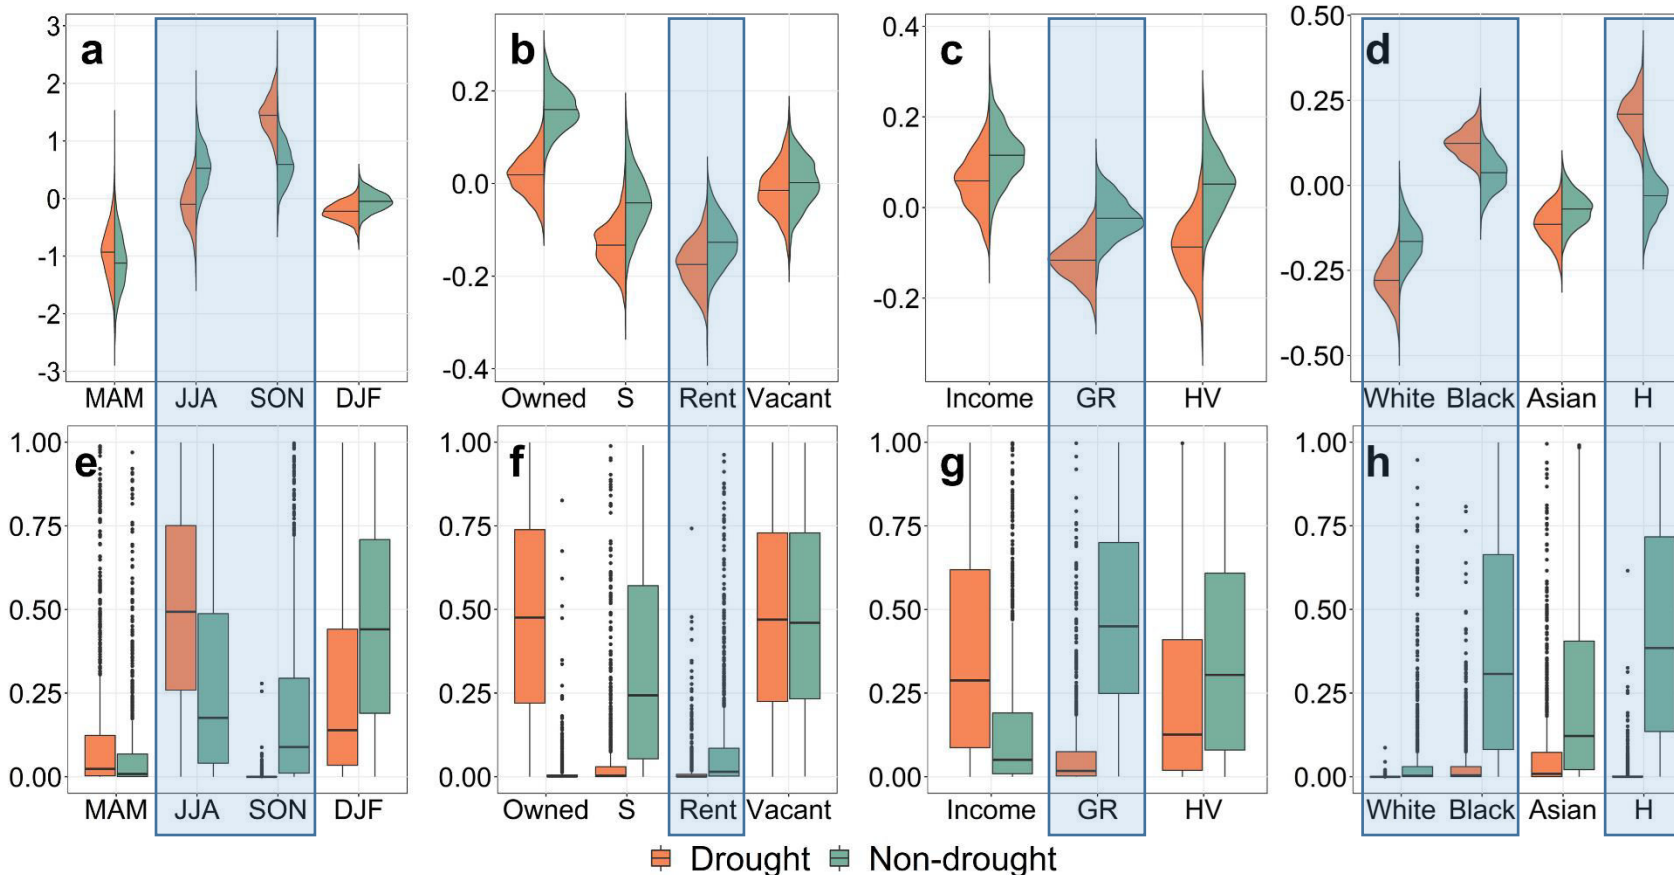 a
3
2
1
0
-1
-2
-3
MAM JJA SON DJF
b
0.2
0.0
-0.2
-0.4
Owned S Rent Vacant
c
0.4
0.2
0.0
-0.2
Income GR HV
d
0.50
0.25
0.00
-0.25
-0.50
White Black Asian H
e
1.00
0.75
0.50
0.25
0.00
MAM JJA SON DJF
f
1.00
0.75
0.50
0.25
0.00
Owned S Rent Vacant
g
1.00
0.75
0.50
0.25
0.00
Income GR HV
h
1.00
0.75
0.50
0.25
0.00
White Black Asian H
Drought Non-drought